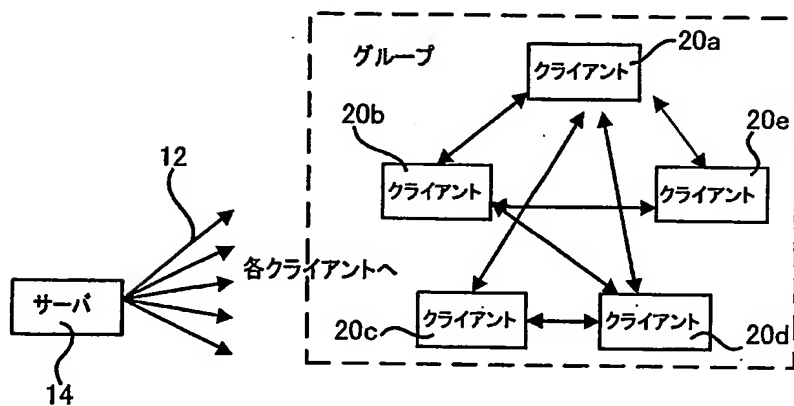 グループ
クライアント
20a
20b
クライアント
20e
クライアント
12
各クライアントへ
サーバ
14
クライアント
20c
クライアント
20d